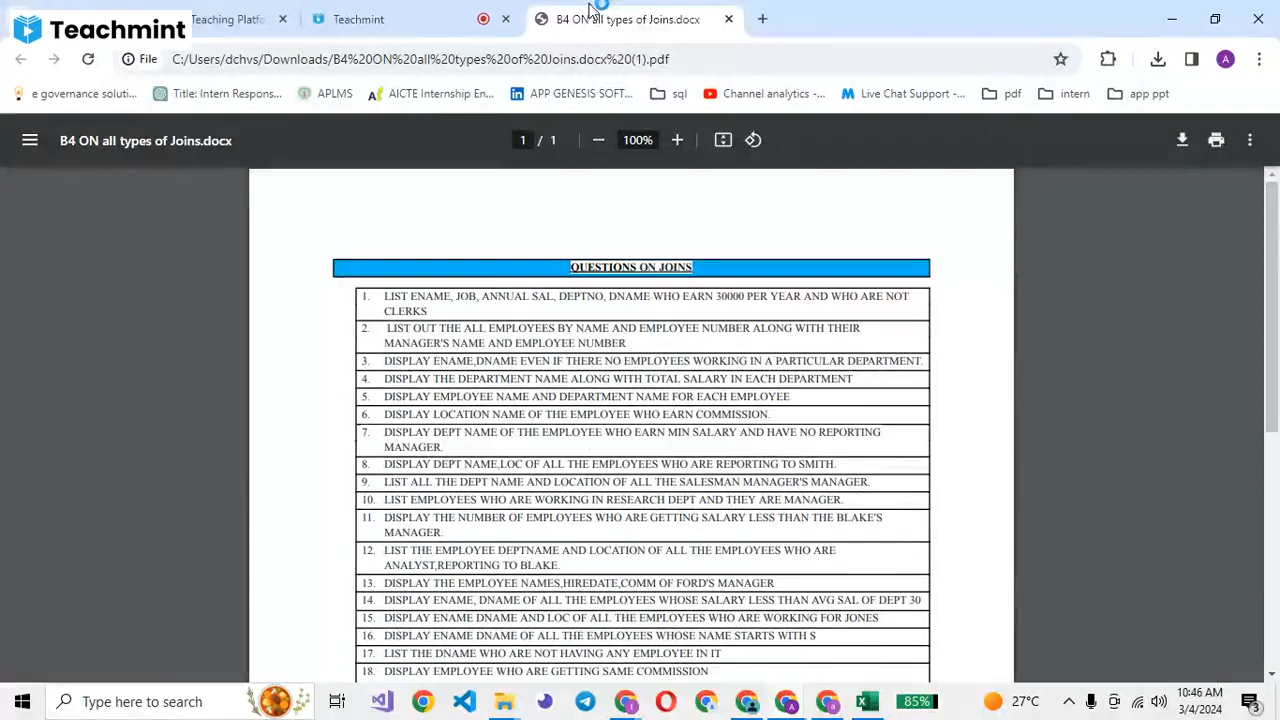 Teachmint
eaching Platfo
Teachmint
B4 ON all types of Joins.docx
File
C:/Users/dchvs/Downloads/B4%20ON%20all%20types%20of%20Joins.docx%20(1).pdf
A
e governance soluti...
Title: Intern Respons...
APLMS
AICTE Internship En...
APP GENESIS SOFT...
sql
Channel analytics -...
Live Chat Support -...
pdf
intern
app ppt
B4 ON all types of Joins.docx
1 / 1
100%
QUESTIONS ON JOINS
1. LIST ENAME, JOB, ANNUAL SAL, DEPTNO, DNAME WHO EARN 30000 PER YEAR AND WHO ARE NOT
CLERKS
2. LIST OUT THE ALL EMPLOYEES BY NAME AND EMPLOYEE NUMBER ALONG WITH THEIR
MANAGER'S NAME AND EMPLOYEE NUMBER
3. DISPLAY ENAME,DNAME EVEN IF THERE NO EMPLOYEES WORKING IN A PARTICULAR DEPARTMENT.
4. DISPLAY THE DEPARTMENT NAME ALONG WITH TOTAL SALARY IN EACH DEPARTMENT
5. DISPLAY EMPLOYEE NAME AND DEPARTMENT NAME FOR EACH EMPLOYEE
6. DISPLAY LOCATION NAME OF THE EMPLOYEE WHO EARN COMMISSION.
7. DISPLAY DEPT NAME OF THE EMPLOYEE WHO EARN MIN SALARY AND HAVE NO REPORTING
MANAGER.
8. DISPLAY DEPT NAME,LOC OF ALL THE EMPLOYEES WHO ARE REPORTING TO SMITH.
9. LIST ALL THE DEPT NAME AND LOCATION OF ALL THE SALESMAN MANAGER'S MANAGER.
10. LIST EMPLOYEES WHO ARE WORKING IN RESEARCH DEPT AND THEY ARE MANAGER.
11. DISPLAY THE NUMBER OF EMPLOYEES WHO ARE GETTING SALARY LESS THAN THE BLAKE'S
MANAGER.
12. LIST THE EMPLOYEE DEPTNAME AND LOCATION OF ALL THE EMPLOYEES WHO ARE
ANALYST,REPORTING TO BLAKE.
13. DISPLAY THE EMPLOYEE NAMES,HIREDATE,COMM OF FORD'S MANAGER
14. DISPLAY ENAME, DNAME OF ALL THE EMPLOYEES WHOSE SALARY LESS THAN AVG SAL OF DEPT 30
15. DISPLAY ENAME DNAME AND LOC OF ALL THE EMPLOYEES WHO ARE WORKING FOR JONES
16. DISPLAY ENAME DNAME OF ALL THE EMPLOYEES WHOSE NAME STARTS WITH S
17. LIST THE DNAME WHO ARE NOT HAVING ANY EMPLOYEE IN IT
18. DISPLAY EMPLOYEE WHO ARE GETTING SAME COMMISSION
Type here to search
85%
27°C
10:46 AM
3/4/2024
3